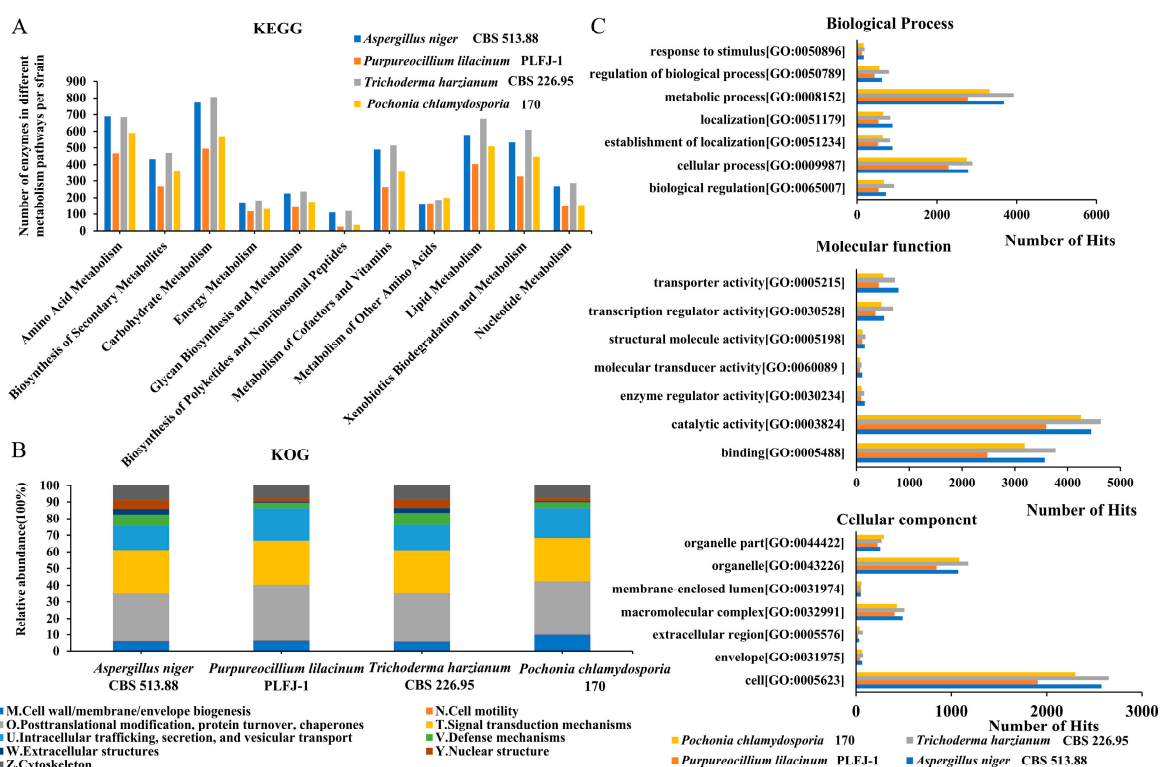 A
KEGG
Aspergillus niger CBS 513.88
Purpureocillium lilacinum PLFJ-1
Trichoderma harzianum CBS 226.95
Pochonia chlamydosporia 170
Number of enzymes in different
metabolism pathways per strain
900
800
700
600
500
400
300
200
100
0
Amino Acid Metabolism
Biosynthesis of Secondary Metabolites
Carbohydrate Metabolism
Energy Metabolism
Glycan Biosynthesis and Metabolism
Biosynthesis of Polyketides and Nonribosomal Peptides
Metabolism of Cofactors and Vitamins
Metabolism of Other Amino Acids
Lipid Metabolism
Xenobiotics Biodegradation and Metabolism
Nucleotide Metabolism
B
KOG
Relative abundance(100%)
100
90
80
70
60
50
40
30
20
10
0
Aspergillus niger
CBS 513.88
Purpureocillium lilacinum
PLFJ-1
Trichoderma harzianum
CBS 226.95
Pochonia chlamydosporia
170
M.Cell wall/membrane/envelope biogenesis
N.Cell motility
O.Posttranslational modification, protein turnover, chaperones
T.Signal transduction mechanisms
U.Intracellular trafficking, secretion, and vesicular transport
V.Defense mechanisms
W.Extracellular structures
Y.Nuclear structure
Z.Cytoskeleton
C
Biological Process
response to stimulus[GO:0050896]
regulation of biological process[GO:0050789]
metabolic process[GO:0008152]
localization[GO:0051179]
establishment of localization[GO:0051234]
cellular process[GO:0009987]
biological regulation[GO:0065007]
0 2000 4000 6000
Number of Hits
Molecular function
transporter activity[GO:0005215]
transcription regulator activity[GO:0030528]
structural molecule activity[GO:0005198]
molecular transducer activity[GO:0060089 ]
enzyme regulator activity[GO:0030234]
catalytic activity[GO:0003824]
binding[GO:0005488]
0 1000 2000 3000 4000 5000
Number of Hits
Cellular component
organelle part[GO:0044422]
organelle[GO:0043226]
membrane-enclosed lumen[GO:0031974]
macromolecular complex[GO:0032991]
extracellular region[GO:0005576]
envelope[GO:0031975]
cell[GO:0005623]
0 1000 2000 3000
Number of Hits
Pochonia chlamydosporia 170
Trichoderma harzianum CBS 226.95
Purpureocillium lilacinum PLFJ-1
Aspergillus niger CBS 513.88